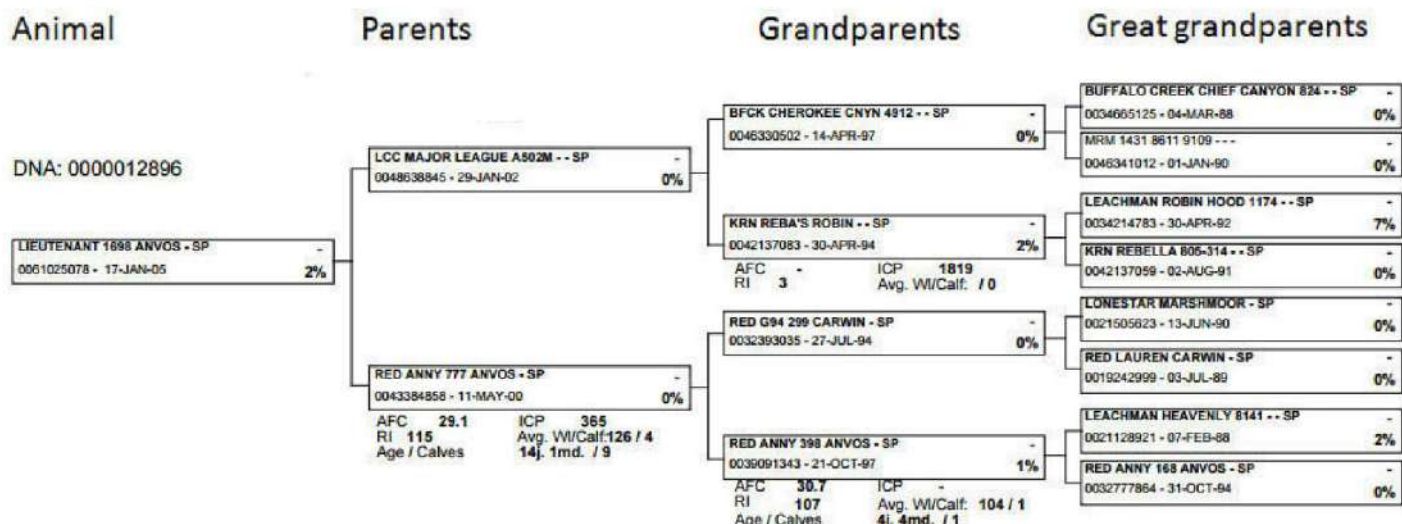 Animal
Parents
Grandparents
Great grandparents
DNA: 0000012896
LIEUTENANT 1698 ANVOS - SP -
0061025078 - 17-JAN-05 2%
LCC MAJOR LEAGUE A502M - - SP -
0048638845 - 29-JAN-02 0%
RED ANNY 777 ANVOS - SP -
0043384858 - 11-MAY-00 0%
AFC 29.1 ICP 365
RI 115 Avg. WI/Calf:126 / 4
Age / Calves 14j. 1md. / 9
BFCK CHEROKEE CNYN 4912 - - SP -
0046330502 - 14-APR-97 0%
KRN REBA'S ROBIN - - SP -
0042137083 - 30-APR-94 2%
AFC - ICP 1819
RI 3 Avg. WI/Calf: / 0
RED G94 299 CARWIN - SP -
0032393035 - 27-JUL-94 0%
RED ANNY 398 ANVOS - SP -
0039091343 - 21-OCT-97 1%
AFC 30.7 ICP -
RI 107 Avg. WI/Calf: 104 / 1
Age / Calves 4j. 4md. / 1
BUFFALO CREEK CHIEF CANYON 824 - - SP -
0034665125 - 04-MAR-88 0%
MRM 1431 8611 9109 - - - -
0046341012 - 01-JAN-90 0%
LEACHMAN ROBIN HOOD 1174 - - SP -
0034214783 - 30-APR-92 7%
KRN REBELLA 805-314 - - SP -
0042137059 - 02-AUG-91 0%
LONESTAR MARSHMOOR - SP -
0021505623 - 13-JUN-90 0%
RED LAUREN CARWIN - SP -
0019242999 - 03-JUL-89 0%
LEACHMAN HEAVENLY 8141 - - SP -
0021128921 - 07-FEB-88 2%
RED ANNY 168 ANVOS - SP -
0032777864 - 31-OCT-94 0%